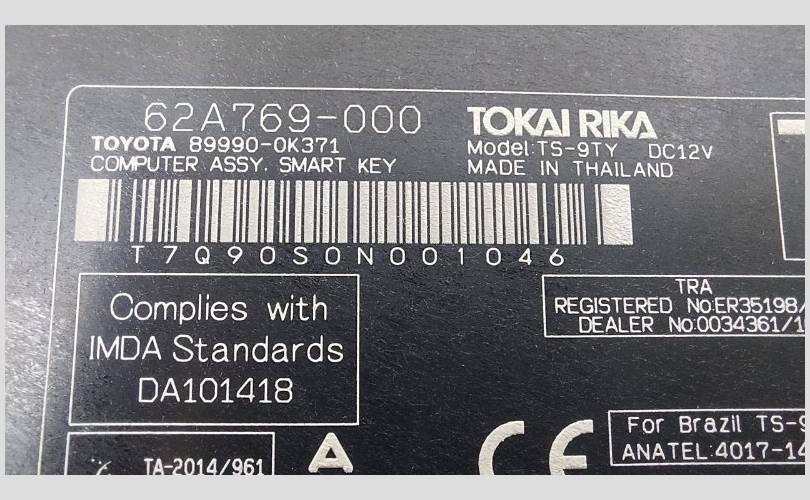 62A769-000
TOYOTA 89990-0K371
COMPUTER ASSY. SMART KEY
TOKAI RIKA
Model:TS-9TY DC12V
MADE IN THAILAND
T7Q90S0N001046
Complies with
IMDA Standards
DA101418
TRA
REGISTERED No:ER35198/
DEALER No:0034361/1
For Brazil TS-9
ANATEL:4017-14
TA-2014/961
A
CE